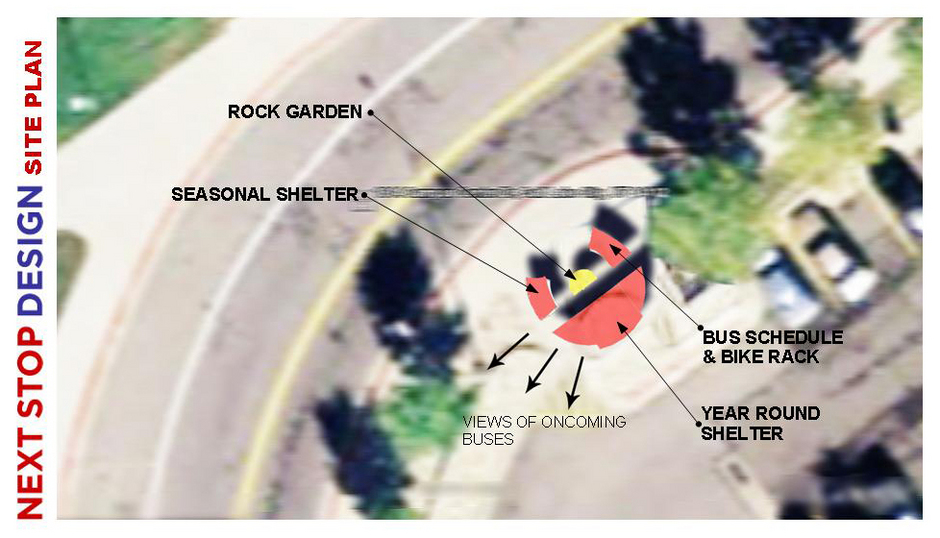 NEXT STOP DESIGN SITE PLAN
ROCK GARDEN
SEASONAL SHELTER
BUS SCHEDULE
& BIKE RACK
YEAR ROUND
SHELTER
VIEWS OF ONCOMING
BUSES